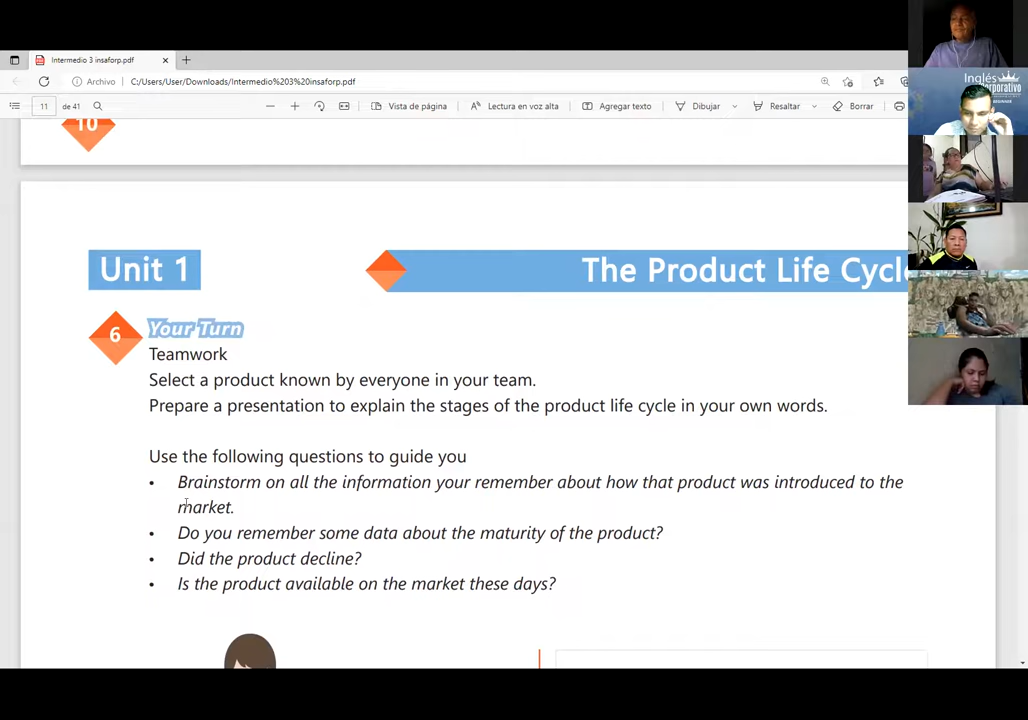 Intermedio 3 insaforp.pdf
Archivo
C:/Users/User/Downloads/Intermedio%203%20insaforp.pdf
11 de 41
Vista de página
Lectura en voz alta
Agregar texto
Dibujar
Resaltar
Borrar
Inglés
10
Unit 1
The Product Life Cycle
6
Your Turn
Teamwork
Select a product known by everyone in your team.
Prepare a presentation to explain the stages of the product life cycle in your own words.
Use the following questions to guide you
• Brainstorm on all the information your remember about how that product was introduced to the
market.
• Do you remember some data about the maturity of the product?
• Did the product decline?
• Is the product available on the market these days?